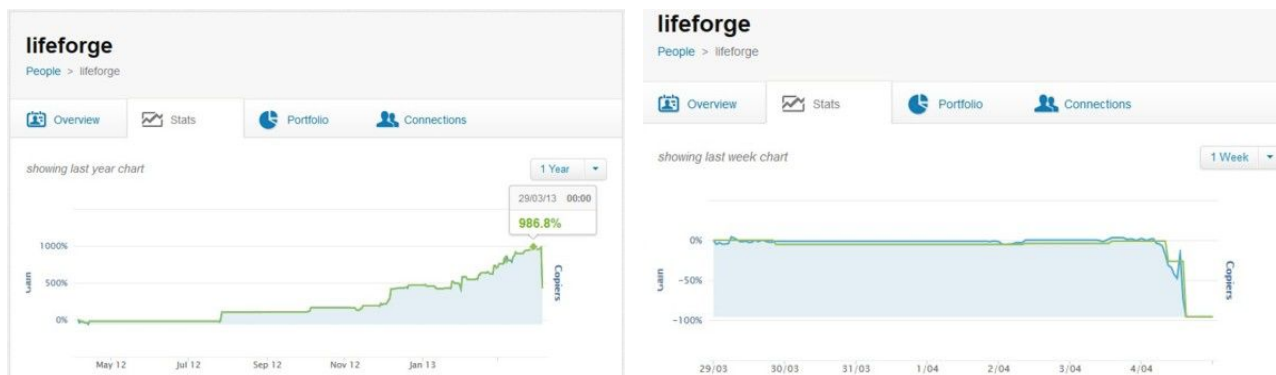 lifeforge
People > lifeforge
Overview
Stats
Portfolio
Connections
showing last year chart
1 Year
29/03/13 00:00
986.8%
1000%
500%
0%
Copiers
May 12
Jul 12
Sep 12
Nov 12
Jan 13
lifeforge
People > lifeforge
Overview
Stats
Portfolio
Connections
showing last week chart
1 Week
0%
-50%
-100%
Copiers
29/03
30/03
31/03
1/04
2/04
3/04
4/04